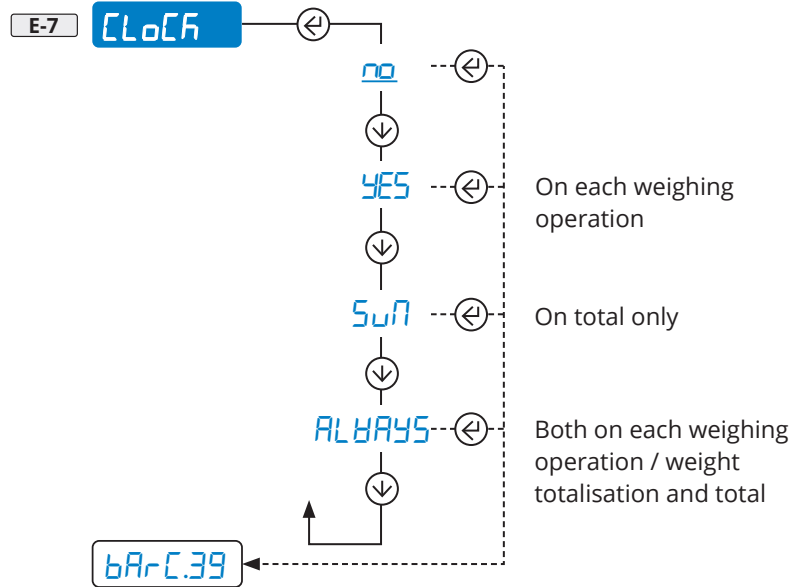 E-7 CLoCK
no
YES
On each weighing
operation
SuM
On total only
ALWAYS
Both on each weighing
operation / weight
totalisation and total
bArC.39